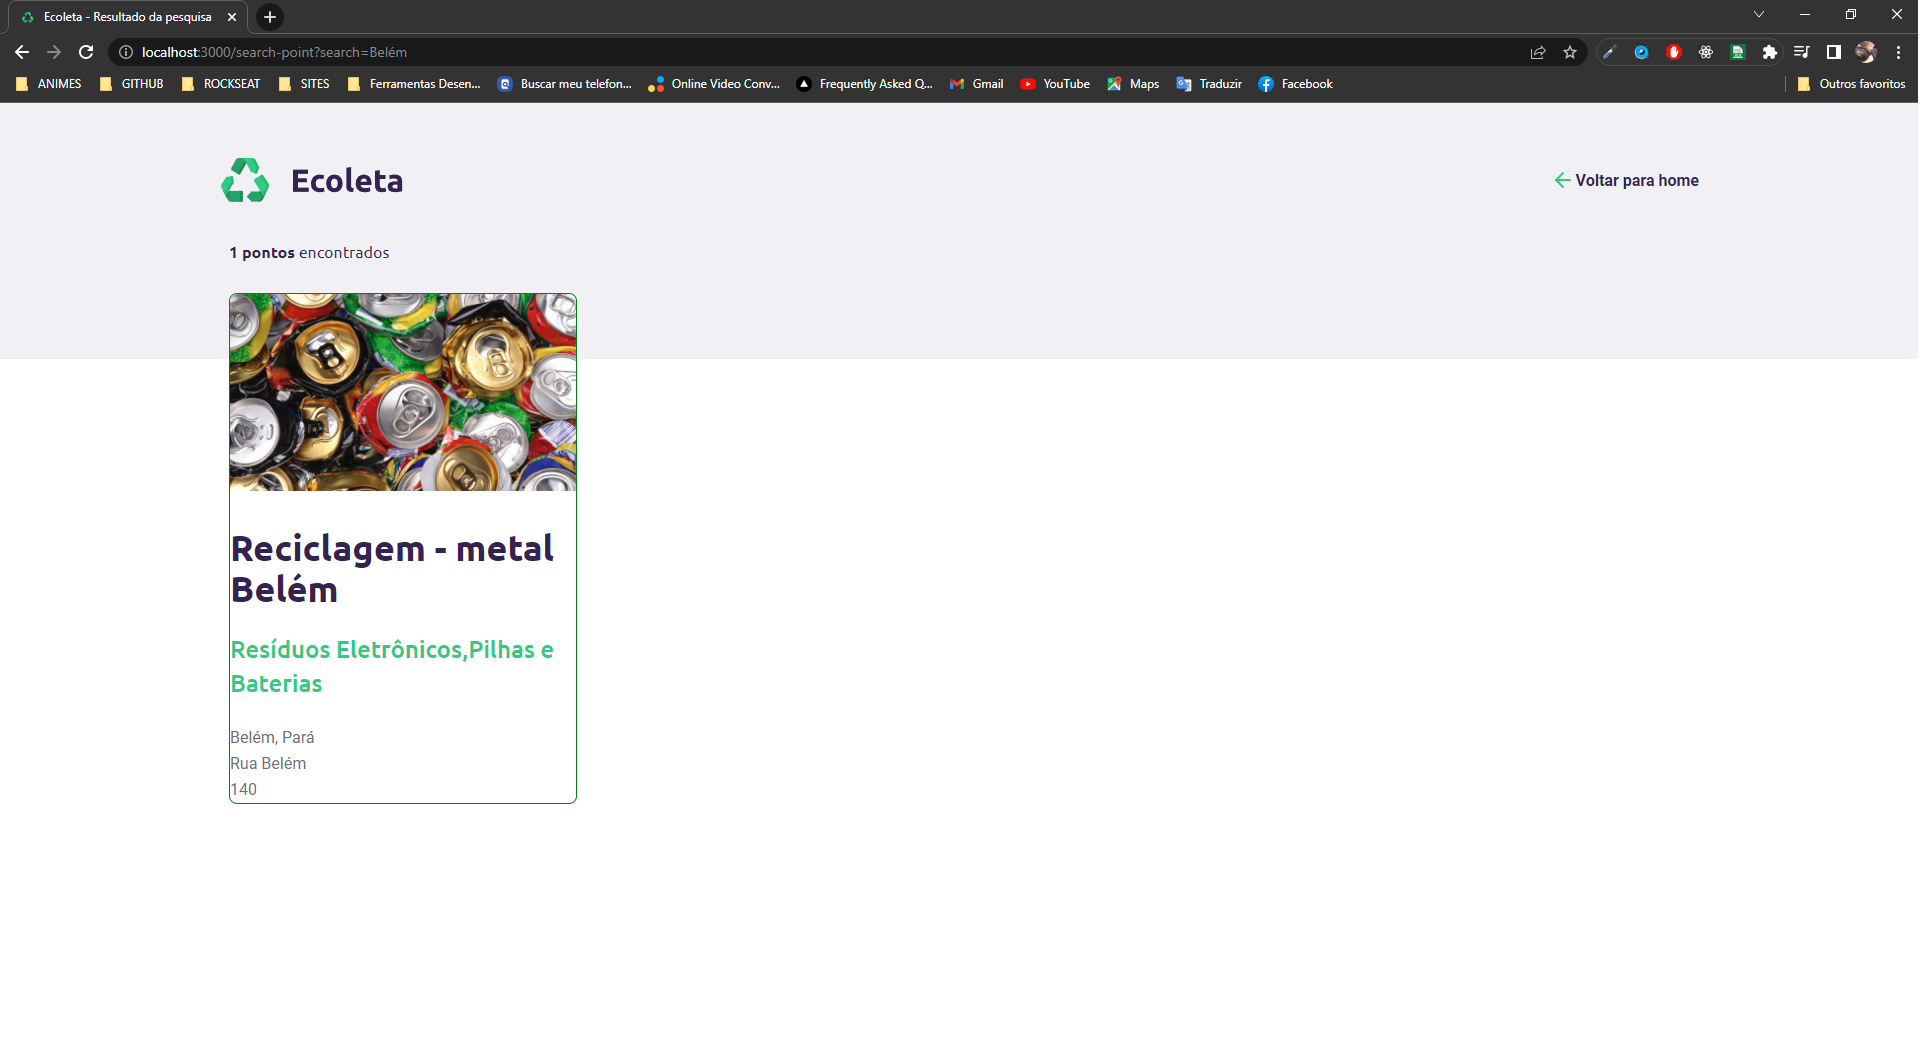 Ecoleta - Resultado da pesquisa
localhost:3000/search-point?search=Belém
ANIMES GITHUB ROCKSEAT SITES Ferramentas Desen... Buscar meu telefon... Online Video Conv... Frequently Asked Q... Gmail YouTube Maps Traduzir Facebook Outros favoritos
Ecoleta
Voltar para home
1 pontos encontrados
Reciclagem - metal
Belém
Resíduos Eletrônicos,Pilhas e
Baterias
Belém, Pará
Rua Belém
140